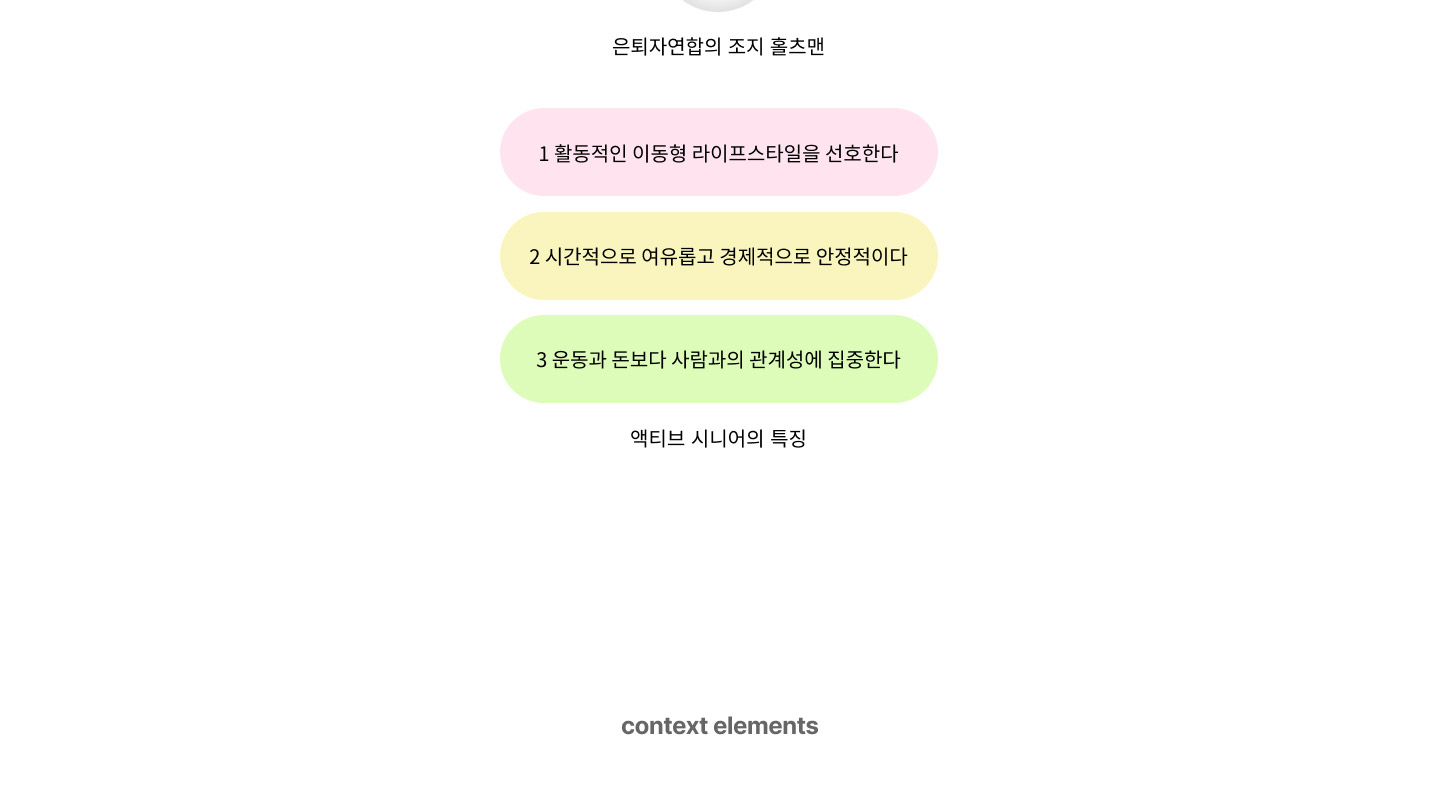 은퇴자연합의 조지 홀츠맨
1 활동적인 이동형 라이프스타일을 선호한다
2 시간적으로 여유롭고 경제적으로 안정적이다
3 운동과 돈보다 사람과의 관계성에 집중한다
액티브 시니어의 특징
context elements